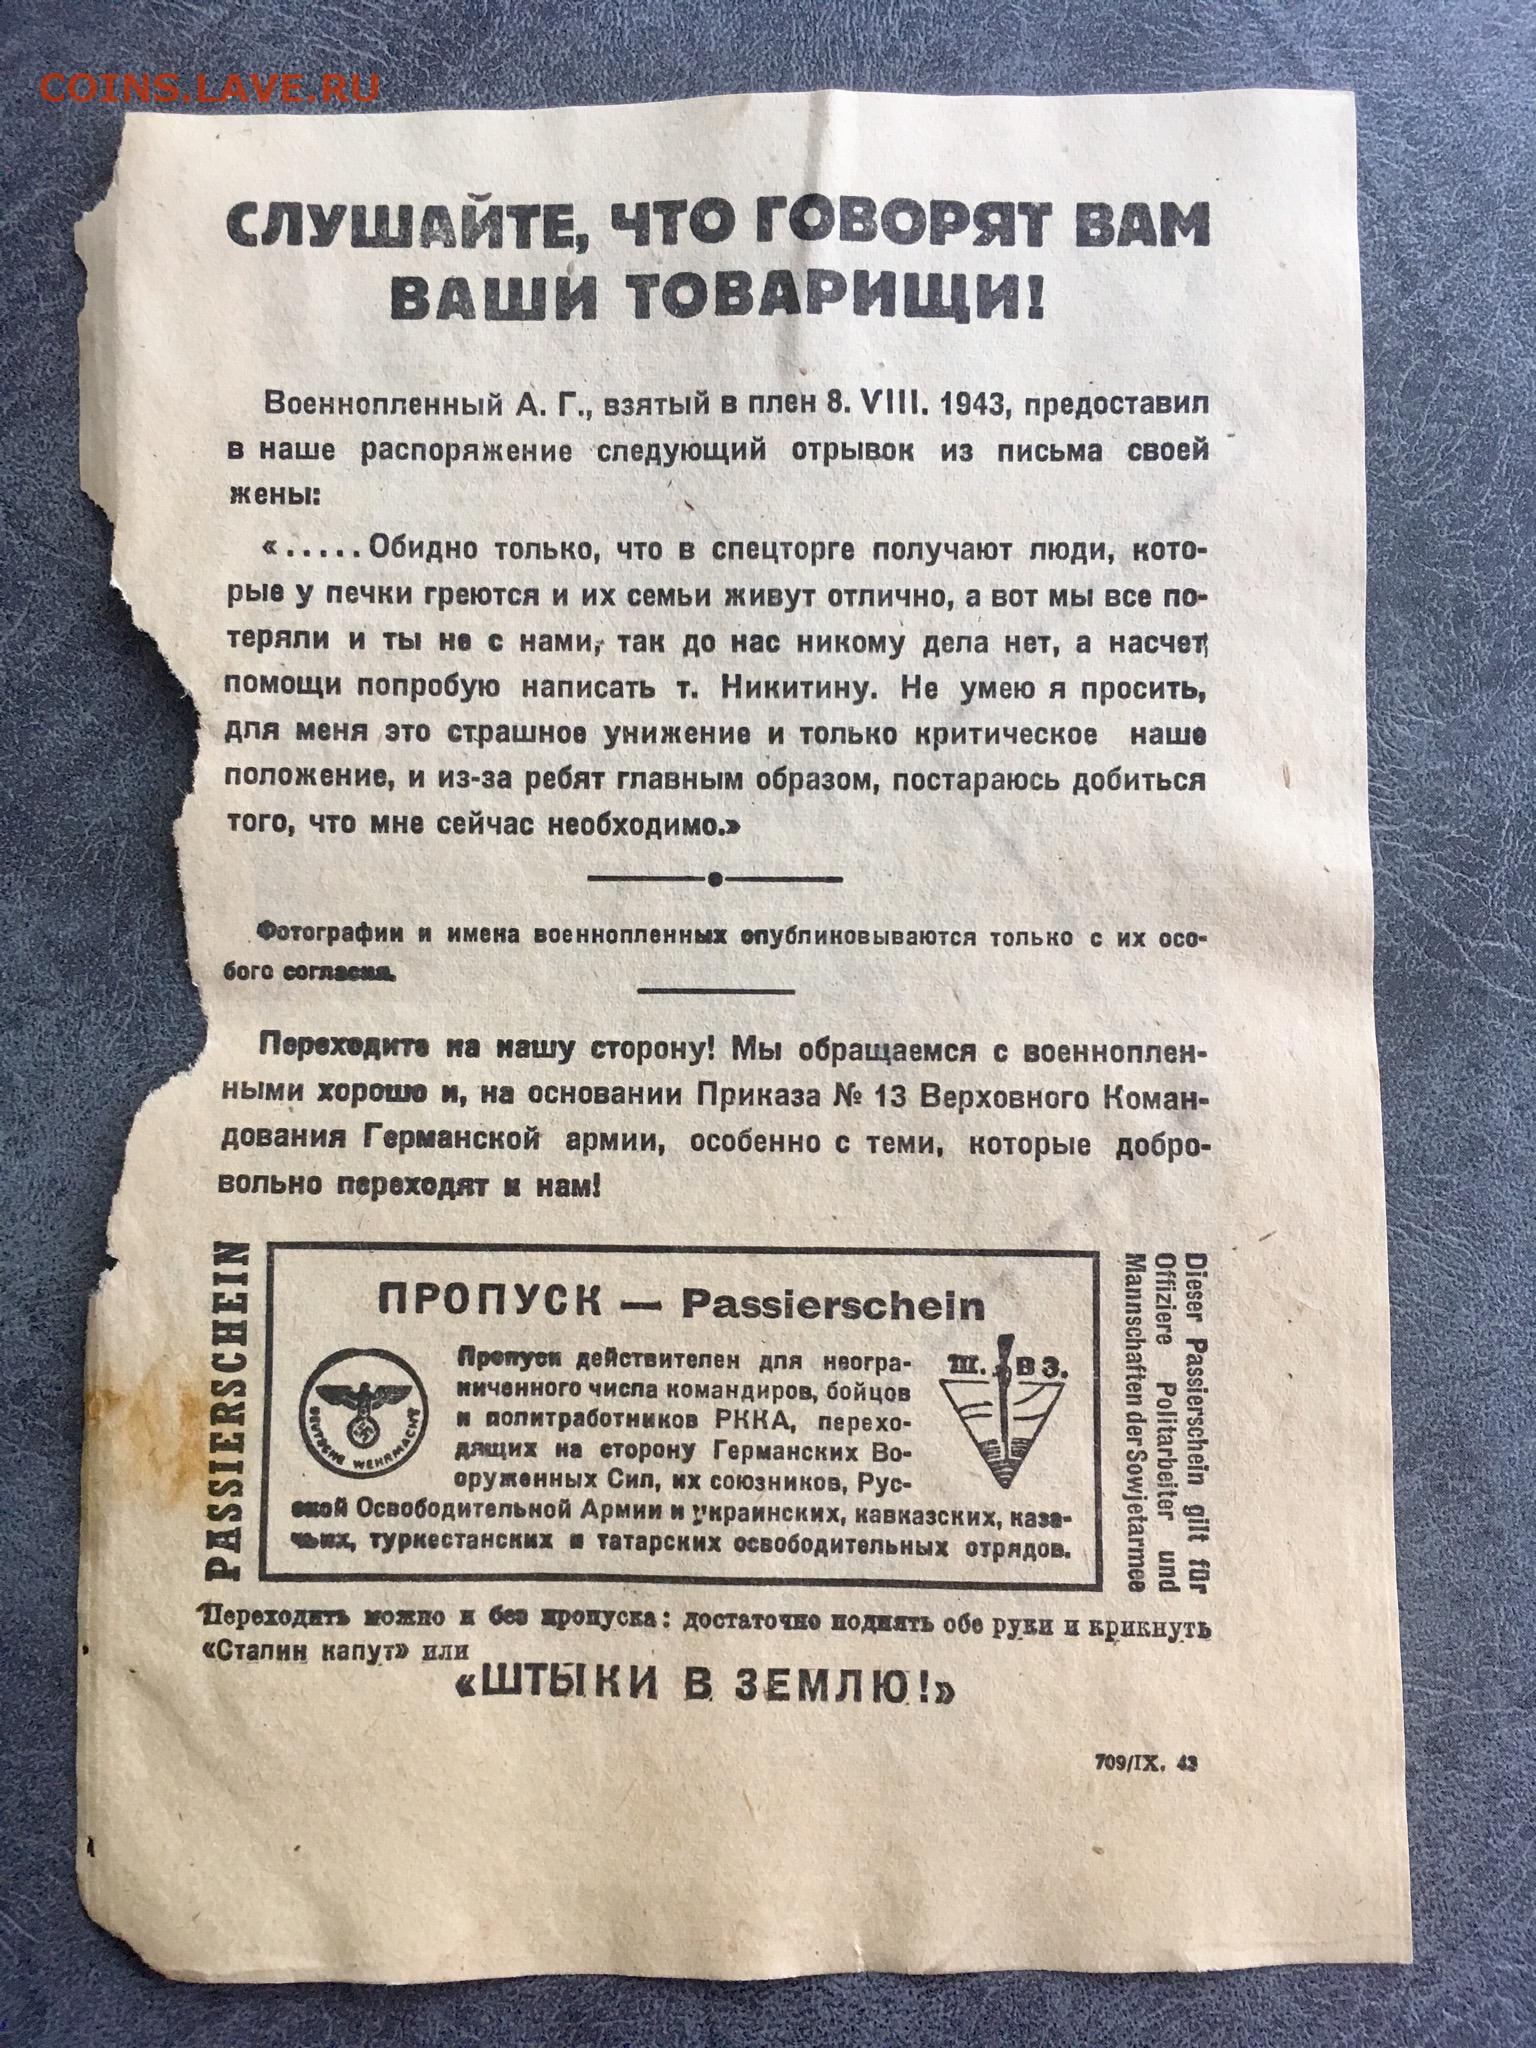 COINS.LAVE.RU
СЛУШАЙТЕ, ЧТО ГОВОРЯТ ВАМ
ВАШИ ТОВАРИЩИ!
Военнопленный А. Г., взятый в плен 8. VIII. 1943, предоставил
в наше распоряжение следующий отрывок из письма своей
жены:
«.....Обидно только, что в спецторге получают люди, кото-
рые у печки греются и их семьи живут отлично, а вот мы все по-
теряли и ты не с нами, так до нас никому дела нет, а насчет
помощи попробую написать т. Никитину. Не умею я просить,
для меня это страшное унижение и только критическое наше
положение, и из-за ребят главным образом, постараюсь добиться
того, что мне сейчас необходимо.»
Фотографии и имена военнопленных опубликовываются только с их осо-
бого согласия.
Переходите на нашу сторону! Мы обращаемся с военноплен-
ными хорошо и, на основании Приказа № 13 Верховного Коман-
дования Германской армии, особенно с теми, которые добро-
вольно переходят к нам!
PASSIERSCHEIN
ПРОПУСК — Passierschein
DEUTSCHE WEHRMACHT
Пропуск действителен для неогра-
ниченного числа командиров, бойцов
и политработников РККА, перехо-
дящих на сторону Германских Во-
оруженных Сил, их союзников, Рус-
ской Освободительной Армии и украинских, кавказских, каза-
чьих, туркестанских и татарских освободительных отрядов.
Ш. В З.
Dieser Passierschein gilt für
Offiziere Politarbeiter und
Mannschaften der Sowjetarmee
Переходить можно и без пропуска: достаточно поднять обе руки и крикнуть
«Сталин капут» или
«ШТЫКИ В ЗЕМЛЮ!»
709/IX. 43